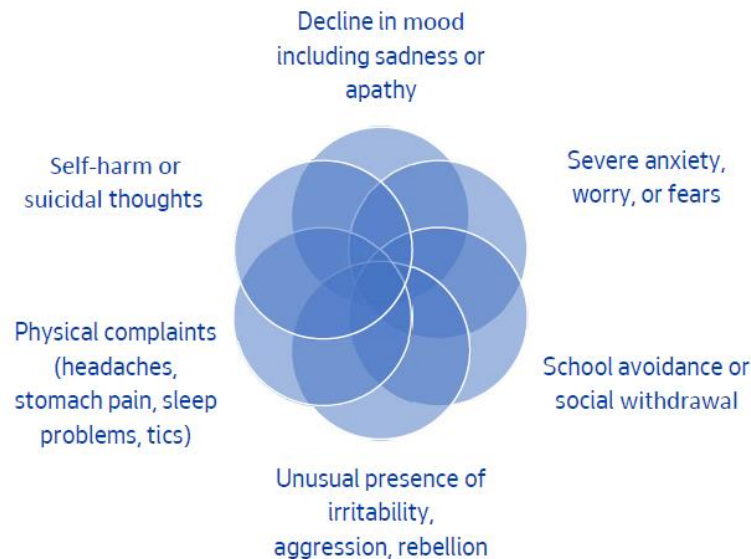 Decline in mood
including sadness or
apathy
Severe anxiety,
worry, or fears
School avoidance or
social withdrawal
Unusual presence of
irritability,
aggression, rebellion
Physical complaints
(headaches,
stomach pain, sleep
problems, tics)
Self-harm or
suicidal thoughts